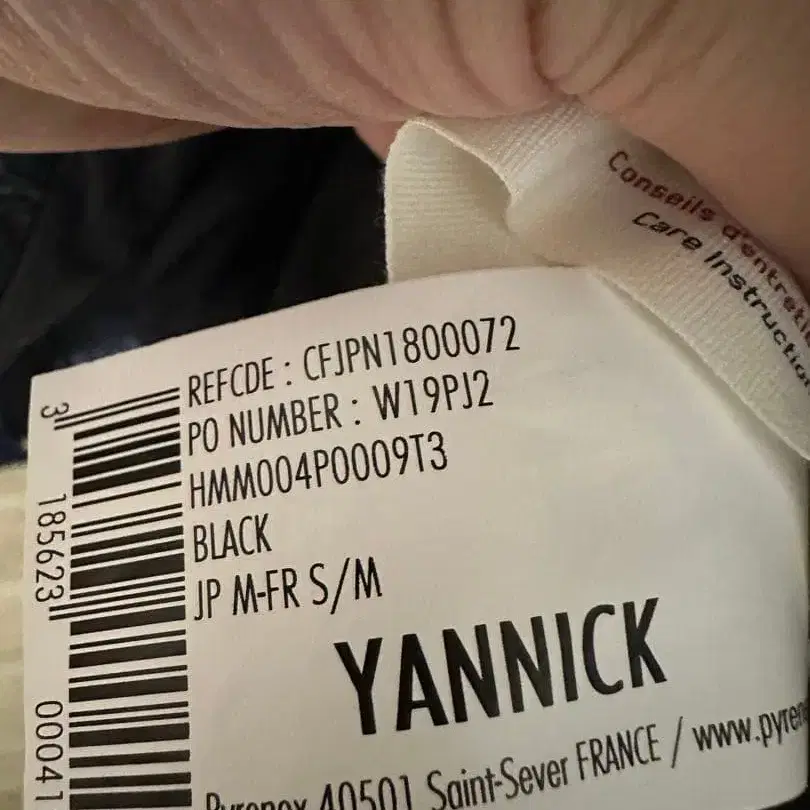 Conseils d'entretie
Care Instructio
REFCDE : CFJPN1800072
PO NUMBER : W19PJ2
HMM004P0009T3
BLACK
JP M-FR S/M
YANNICK
Pyrenex 40501 Saint-Sever FRANCE / www.pyren
3
185623
00041